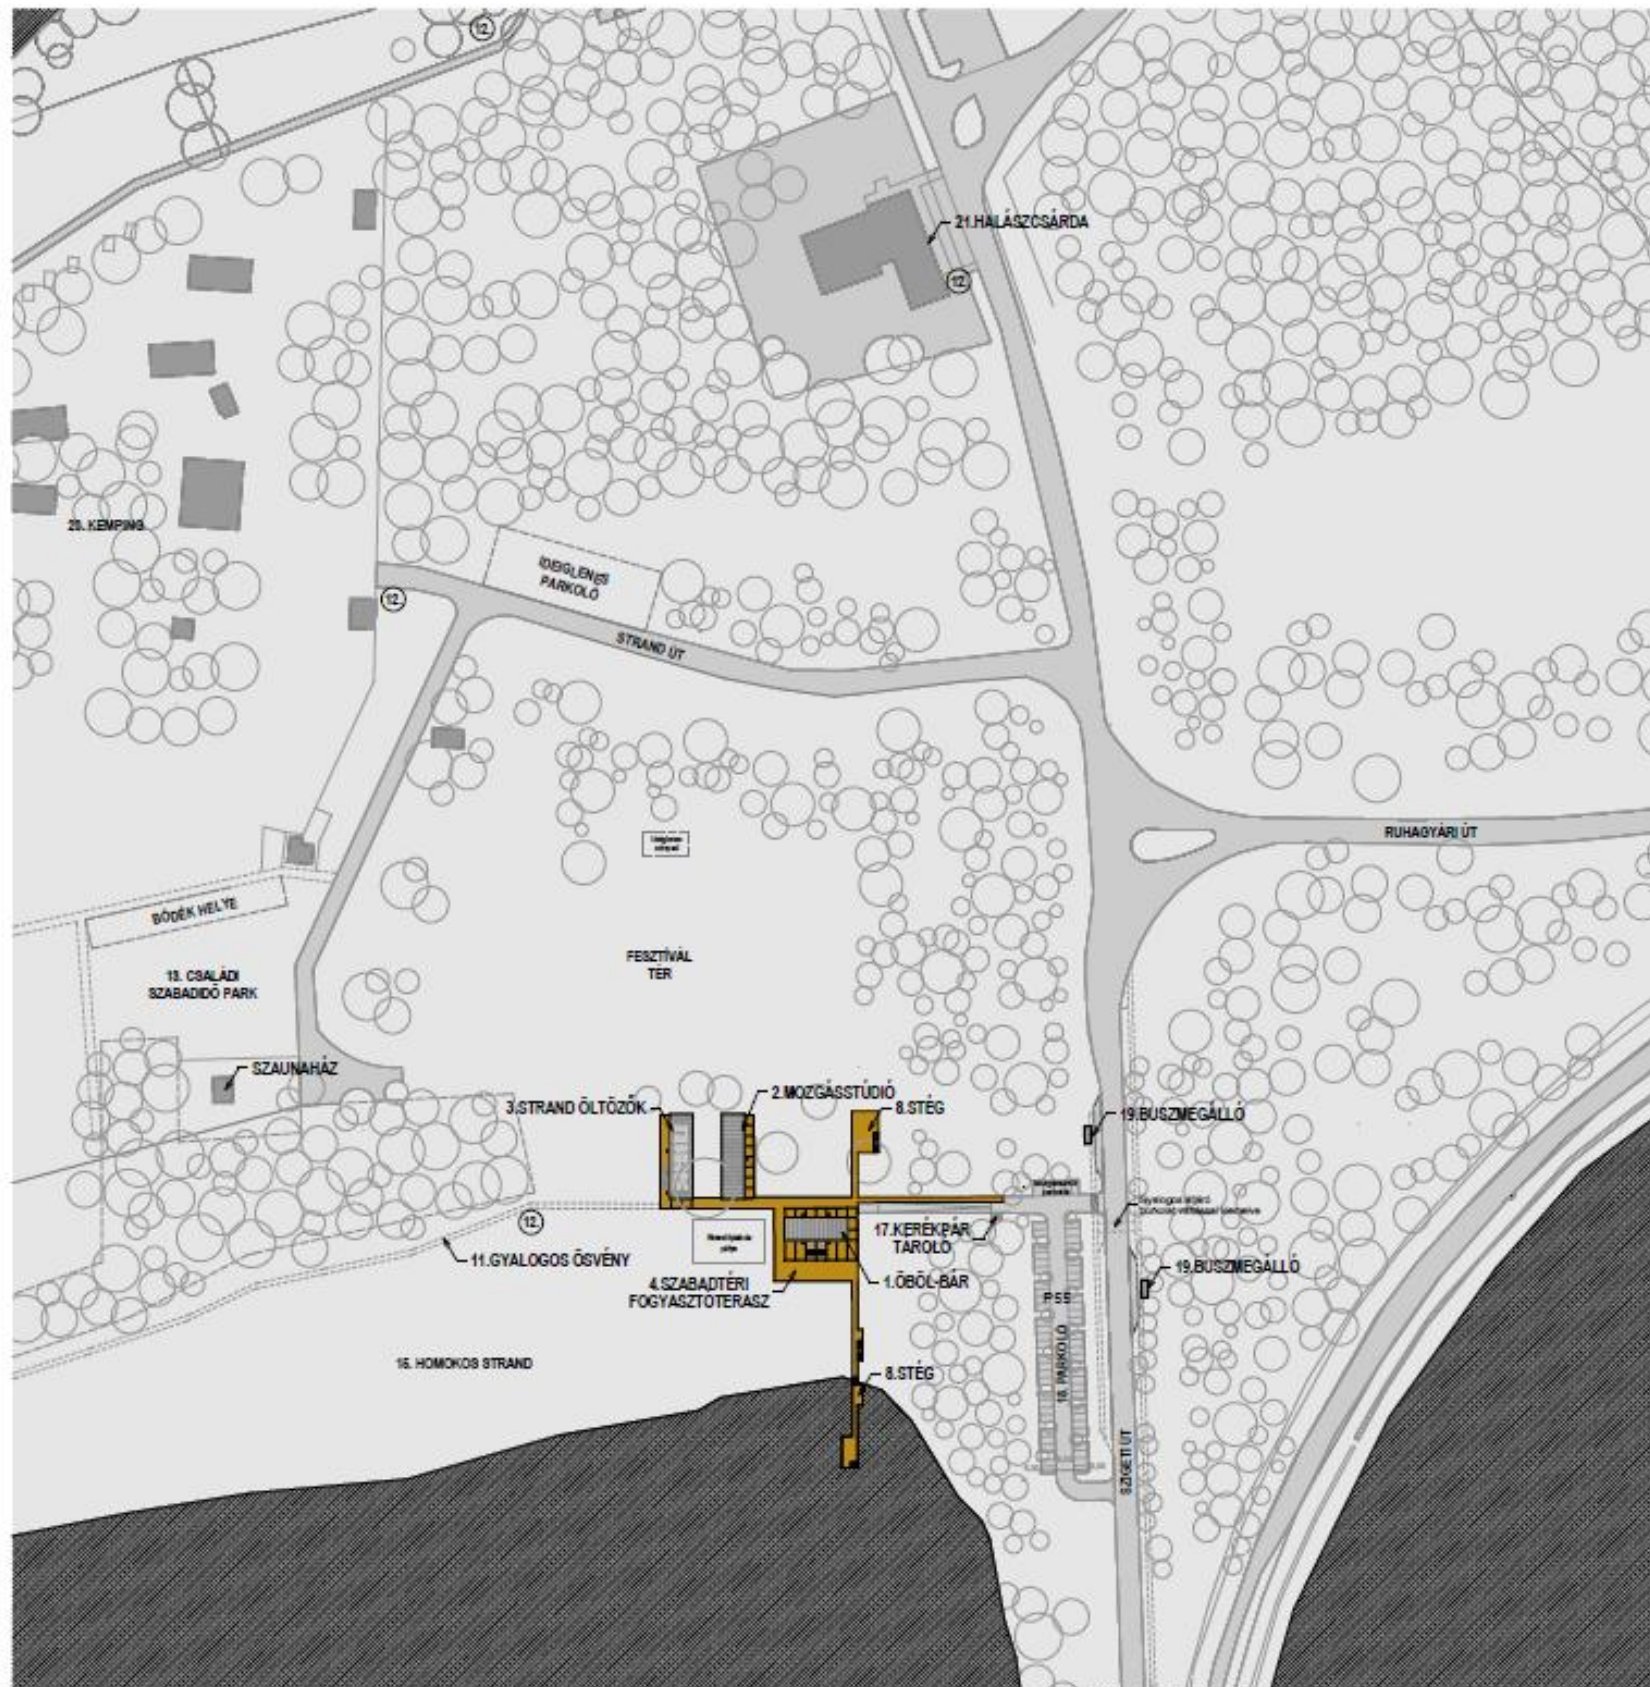 12.
21.HALÁSZCSÁRDA
12.
20. KEMPING
IDEIGLENES
PARKOLÓ
12.
STRAND ÚT
RUHAGYÁRI ÚT
BÓDÉK HELYE
FESZTIVÁL
TÉR
13. CSALÁDI
SZABADIDŐ PARK
SZAUNAHÁZ
3.STRAND ÖLTÖZŐK
2.MOZGÁSSTÚDIÓ
8.STÉG
19.BUSZMEGÁLLÓ
12.
11.GYALOGOS ÖSVÉNY
17.KERÉKPÁR
TÁROLÓ
4.SZABADTÉRI
FOGYASZTÓTERASZ
1.ÖBÖL-BÁR
19.BUSZMEGÁLLÓ
P 55
18. PARKOLÓ
15. HOMOKOS STRAND
8.STÉG
SZIGETI ÚT